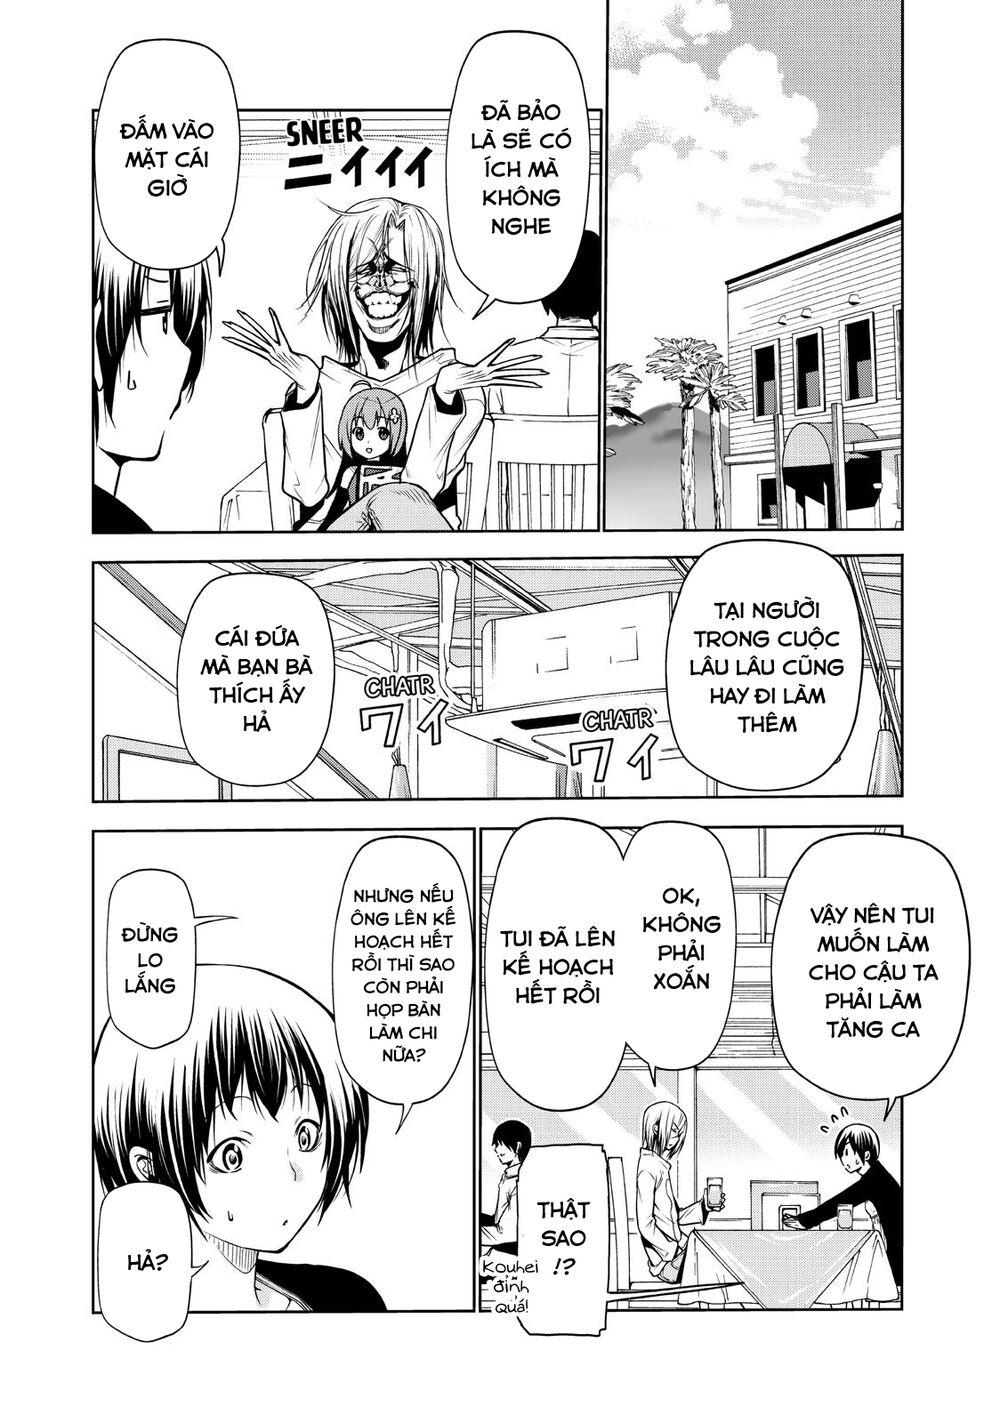 ĐÃ BẢO
LÀ SẼ CÓ
ÍCH MÀ
KHÔNG
NGHE
SNEER
ニイイイ
ĐẤM VÀO
MẶT CÁI
GIỜ
TẠI NGƯỜI
TRONG CUỘC
LÂU LÂU CŨNG
HAY ĐI LÀM
THÊM
CHATR
ワイ
CHATR
ワイ
CÁI ĐỨA
MÀ BẠN BÀ
THÍCH ẤY
HẢ
VẬY NÊN TUI
MUỐN LÀM
CHO CẬU TA
PHẢI LÀM
TĂNG CA
OK,
KHÔNG
PHẢI
XOẮN
TUI ĐÃ LÊN
KẾ HOẠCH
HẾT RỒI
THẬT
SAO
!?
Kouhei
đỉnh
quá!
NHƯNG NẾU
ÔNG LÊN KẾ
HOẠCH HẾT
RỒI THÌ SAO
CÒN PHẢI
HỌP BÀN
LÀM CHI
NỮA?
ĐỪNG
LO
LẮNG
HẢ?